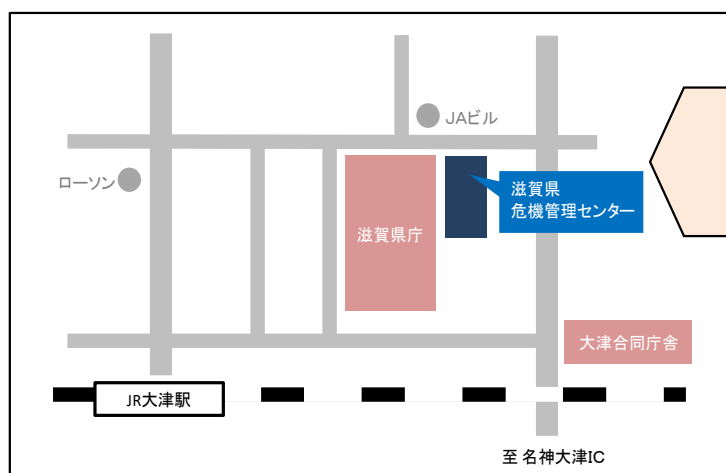 JAビル
ローソン
滋賀県
危機管理センター
滋賀県庁
大津合同庁舎
JR大津駅
至 名神大津IC